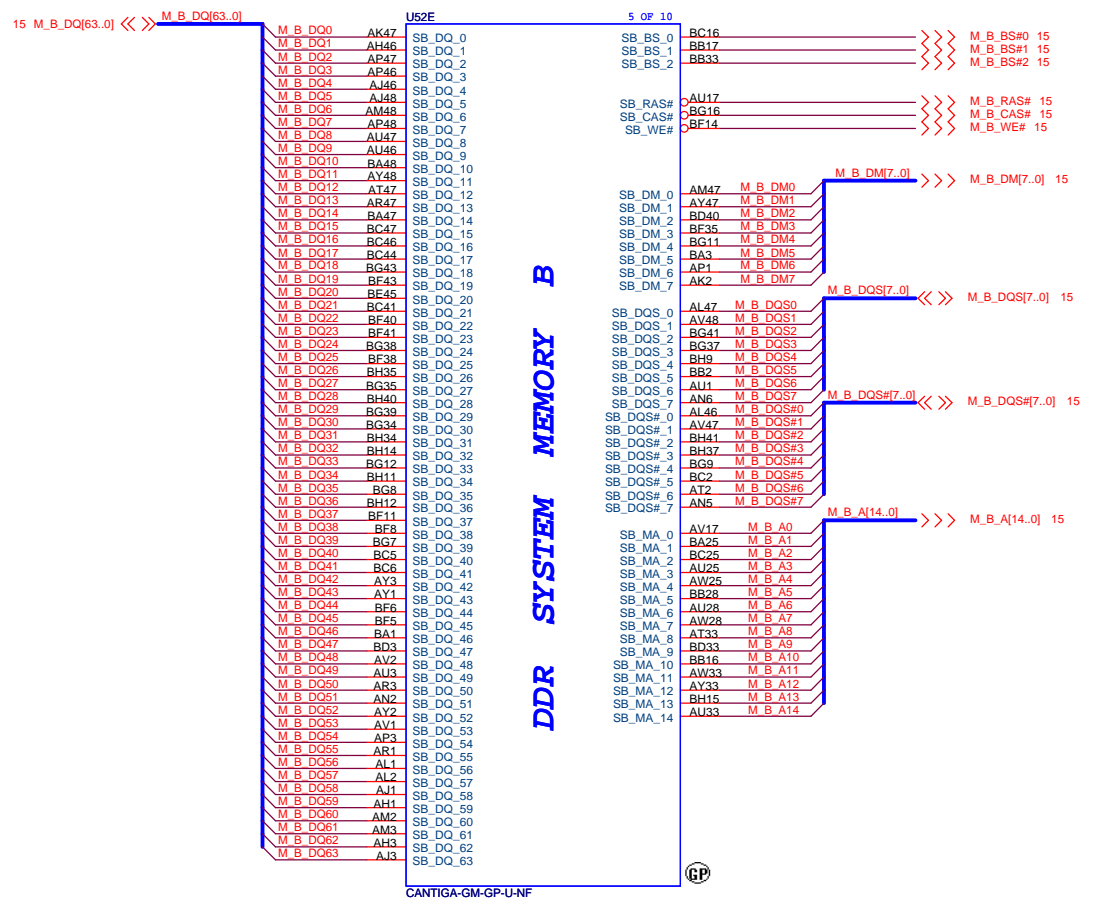 15 M_B_DQ[63..0] M_B_DQ[63..0]
U52E 5 OF 10
M_B_DQ0 AK47 SB_DQ_0
M_B_DQ1 AH46 SB_DQ_1
M_B_DQ2 AP47 SB_DQ_2
M_B_DQ3 AP46 SB_DQ_3
M_B_DQ4 AJ46 SB_DQ_4
M_B_DQ5 AJ48 SB_DQ_5
M_B_DQ6 AM48 SB_DQ_6
M_B_DQ7 AP48 SB_DQ_7
M_B_DQ8 AU47 SB_DQ_8
M_B_DQ9 AU46 SB_DQ_9
M_B_DQ10 BA48 SB_DQ_10
M_B_DQ11 AY48 SB_DQ_11
M_B_DQ12 AT47 SB_DQ_12
M_B_DQ13 AR47 SB_DQ_13
M_B_DQ14 BA47 SB_DQ_14
M_B_DQ15 BC47 SB_DQ_15
M_B_DQ16 BC46 SB_DQ_16
M_B_DQ17 BC44 SB_DQ_17
M_B_DQ18 BG43 SB_DQ_18
M_B_DQ19 BF43 SB_DQ_19
M_B_DQ20 BE45 SB_DQ_20
M_B_DQ21 BC41 SB_DQ_21
M_B_DQ22 BF40 SB_DQ_22
M_B_DQ23 BF41 SB_DQ_23
M_B_DQ24 BG38 SB_DQ_24
M_B_DQ25 BF38 SB_DQ_25
M_B_DQ26 BH35 SB_DQ_26
M_B_DQ27 BG35 SB_DQ_27
M_B_DQ28 BH40 SB_DQ_28
M_B_DQ29 BG39 SB_DQ_29
M_B_DQ30 BG34 SB_DQ_30
M_B_DQ31 BH34 SB_DQ_31
M_B_DQ32 BH14 SB_DQ_32
M_B_DQ33 BG12 SB_DQ_33
M_B_DQ34 BH11 SB_DQ_34
M_B_DQ35 BG8 SB_DQ_35
M_B_DQ36 BH12 SB_DQ_36
M_B_DQ37 BF11 SB_DQ_37
M_B_DQ38 BF8 SB_DQ_38
M_B_DQ39 BG7 SB_DQ_39
M_B_DQ40 BC5 SB_DQ_40
M_B_DQ41 BC6 SB_DQ_41
M_B_DQ42 AY3 SB_DQ_42
M_B_DQ43 AY1 SB_DQ_43
M_B_DQ44 BF6 SB_DQ_44
M_B_DQ45 BF5 SB_DQ_45
M_B_DQ46 BA1 SB_DQ_46
M_B_DQ47 BD3 SB_DQ_47
M_B_DQ48 AV2 SB_DQ_48
M_B_DQ49 AU3 SB_DQ_49
M_B_DQ50 AR3 SB_DQ_50
M_B_DQ51 AN2 SB_DQ_51
M_B_DQ52 AY2 SB_DQ_52
M_B_DQ53 AV1 SB_DQ_53
M_B_DQ54 AP3 SB_DQ_54
M_B_DQ55 AR1 SB_DQ_55
M_B_DQ56 AL1 SB_DQ_56
M_B_DQ57 AL2 SB_DQ_57
M_B_DQ58 AJ1 SB_DQ_58
M_B_DQ59 AH1 SB_DQ_59
M_B_DQ60 AM2 SB_DQ_60
M_B_DQ61 AM3 SB_DQ_61
M_B_DQ62 AH3 SB_DQ_62
M_B_DQ63 AJ3 SB_DQ_63
DDR SYSTEM MEMORY B
SB_BS_0 BC16 M_B_BS#0 15
SB_BS_1 BB17 M_B_BS#1 15
SB_BS_2 BB33 M_B_BS#2 15
SB_RAS# AU17 M_B_RAS# 15
SB_CAS# BG16 M_B_CAS# 15
SB_WE# BF14 M_B_WE# 15
M_B_DM[7..0] M_B_DM[7..0] 15
SB_DM_0 AM47 M_B_DM0
SB_DM_1 AY47 M_B_DM1
SB_DM_2 BD40 M_B_DM2
SB_DM_3 BF35 M_B_DM3
SB_DM_4 BG11 M_B_DM4
SB_DM_5 BA3 M_B_DM5
SB_DM_6 AP1 M_B_DM6
SB_DM_7 AK2 M_B_DM7
M_B_DQS[7..0] M_B_DQS[7..0] 15
SB_DQS_0 AL47 M_B_DQS0
SB_DQS_1 AV48 M_B_DQS1
SB_DQS_2 BG41 M_B_DQS2
SB_DQS_3 BG37 M_B_DQS3
SB_DQS_4 BH9 M_B_DQS4
SB_DQS_5 BB2 M_B_DQS5
SB_DQS_6 AU1 M_B_DQS6
SB_DQS_7 AN6 M_B_DQS7
M_B_DQS#[7..0] M_B_DQS#[7..0] 15
SB_DQS#_0 AL46 M_B_DQS#0
SB_DQS#_1 AV47 M_B_DQS#1
SB_DQS#_2 BH41 M_B_DQS#2
SB_DQS#_3 BH37 M_B_DQS#3
SB_DQS#_4 BG9 M_B_DQS#4
SB_DQS#_5 BC2 M_B_DQS#5
SB_DQS#_6 AT2 M_B_DQS#6
SB_DQS#_7 AN5 M_B_DQS#7
M_B_A[14..0] M_B_A[14..0] 15
SB_MA_0 AV17 M_B_A0
SB_MA_1 BA25 M_B_A1
SB_MA_2 BC25 M_B_A2
SB_MA_3 AU25 M_B_A3
SB_MA_4 AW25 M_B_A4
SB_MA_5 BB28 M_B_A5
SB_MA_6 AU28 M_B_A6
SB_MA_7 AW28 M_B_A7
SB_MA_8 AT33 M_B_A8
SB_MA_9 BD33 M_B_A9
SB_MA_10 BB16 M_B_A10
SB_MA_11 AW33 M_B_A11
SB_MA_12 AY33 M_B_A12
SB_MA_13 BH15 M_B_A13
SB_MA_14 AU33 M_B_A14
GP
CANTIGA-GM-GP-U-NF